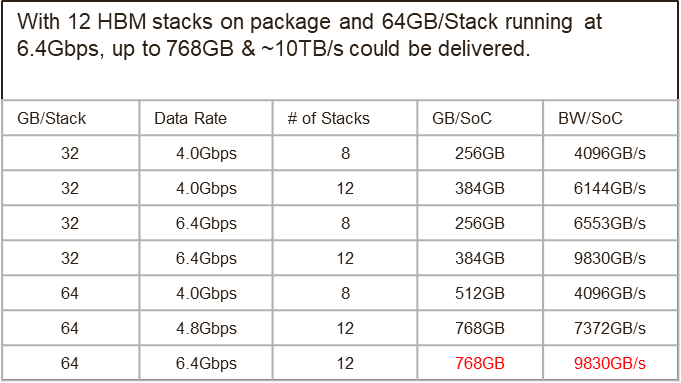 With 12 HBM stacks on package and 64GB/Stack running at
6.4Gbps, up to 768GB & ~10TB/s could be delivered.
GB/Stack Data Rate # of Stacks GB/SoC BW/SoC
32 4.0Gbps 8 256GB 4096GB/s
32 4.0Gbps 12 384GB 6144GB/s
32 6.4Gbps 8 256GB 6553GB/s
32 6.4Gbps 12 384GB 9830GB/s
64 4.0Gbps 8 512GB 4096GB/s
64 4.8Gbps 12 768GB 7372GB/s
64 6.4Gbps 12 768GB 9830GB/s